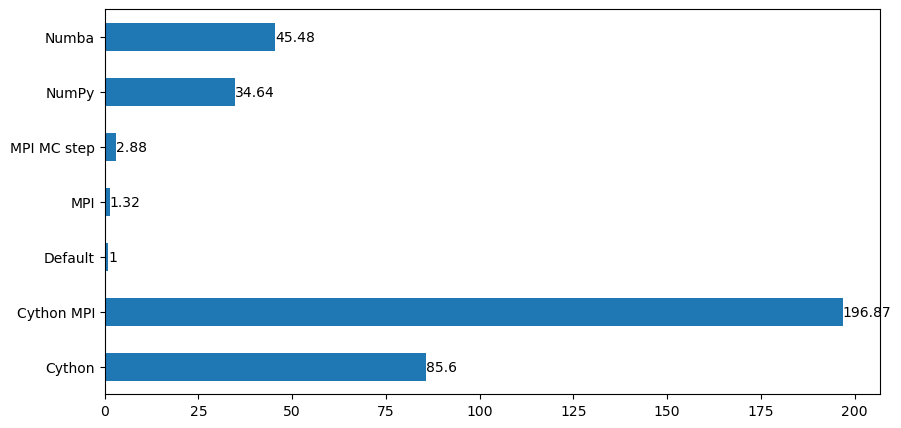 Numba 45.48
NumPy 34.64
MPI MC step 2.88
MPI 1.32
Default 1
Cython MPI 196.87
Cython 85.6
0 25 50 75 100 125 150 175 200